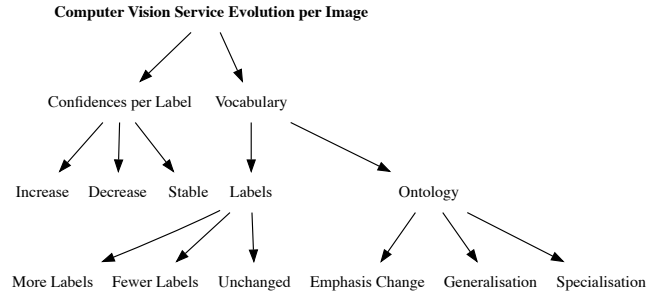 Computer Vision Service Evolution per Image
Confidences per Label Vocabulary
Increase Decrease Stable Labels Ontology
More Labels Fewer Labels Unchanged Emphasis Change Generalisation Specialisation